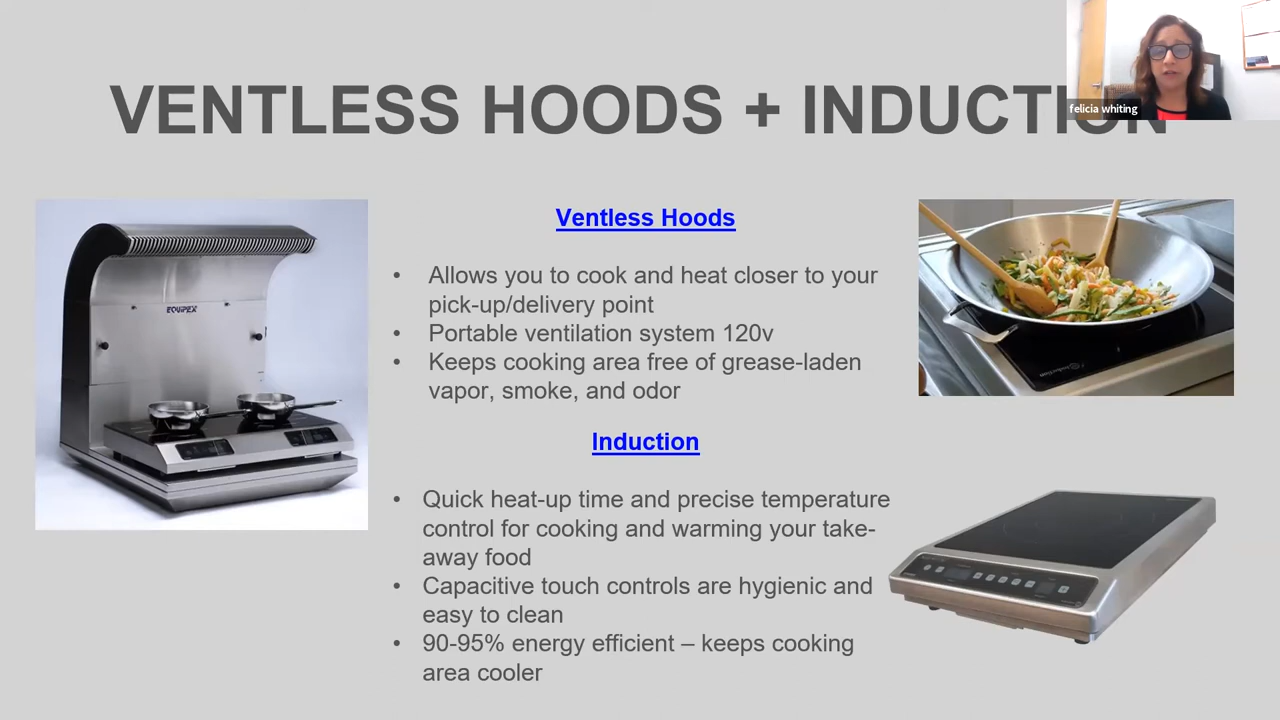 felicia whiting
VENTLESS HOODS + INDUCTION
Ventless Hoods
• Allows you to cook and heat closer to your
pick-up/delivery point
• Portable ventilation system 120v
• Keeps cooking area free of grease-laden
vapor, smoke, and odor
EQUIPEX
Induction
• Quick heat-up time and precise temperature
control for cooking and warming your take-
away food
• Capacitive touch controls are hygienic and
easy to clean
• 90-95% energy efficient – keeps cooking
area cooler